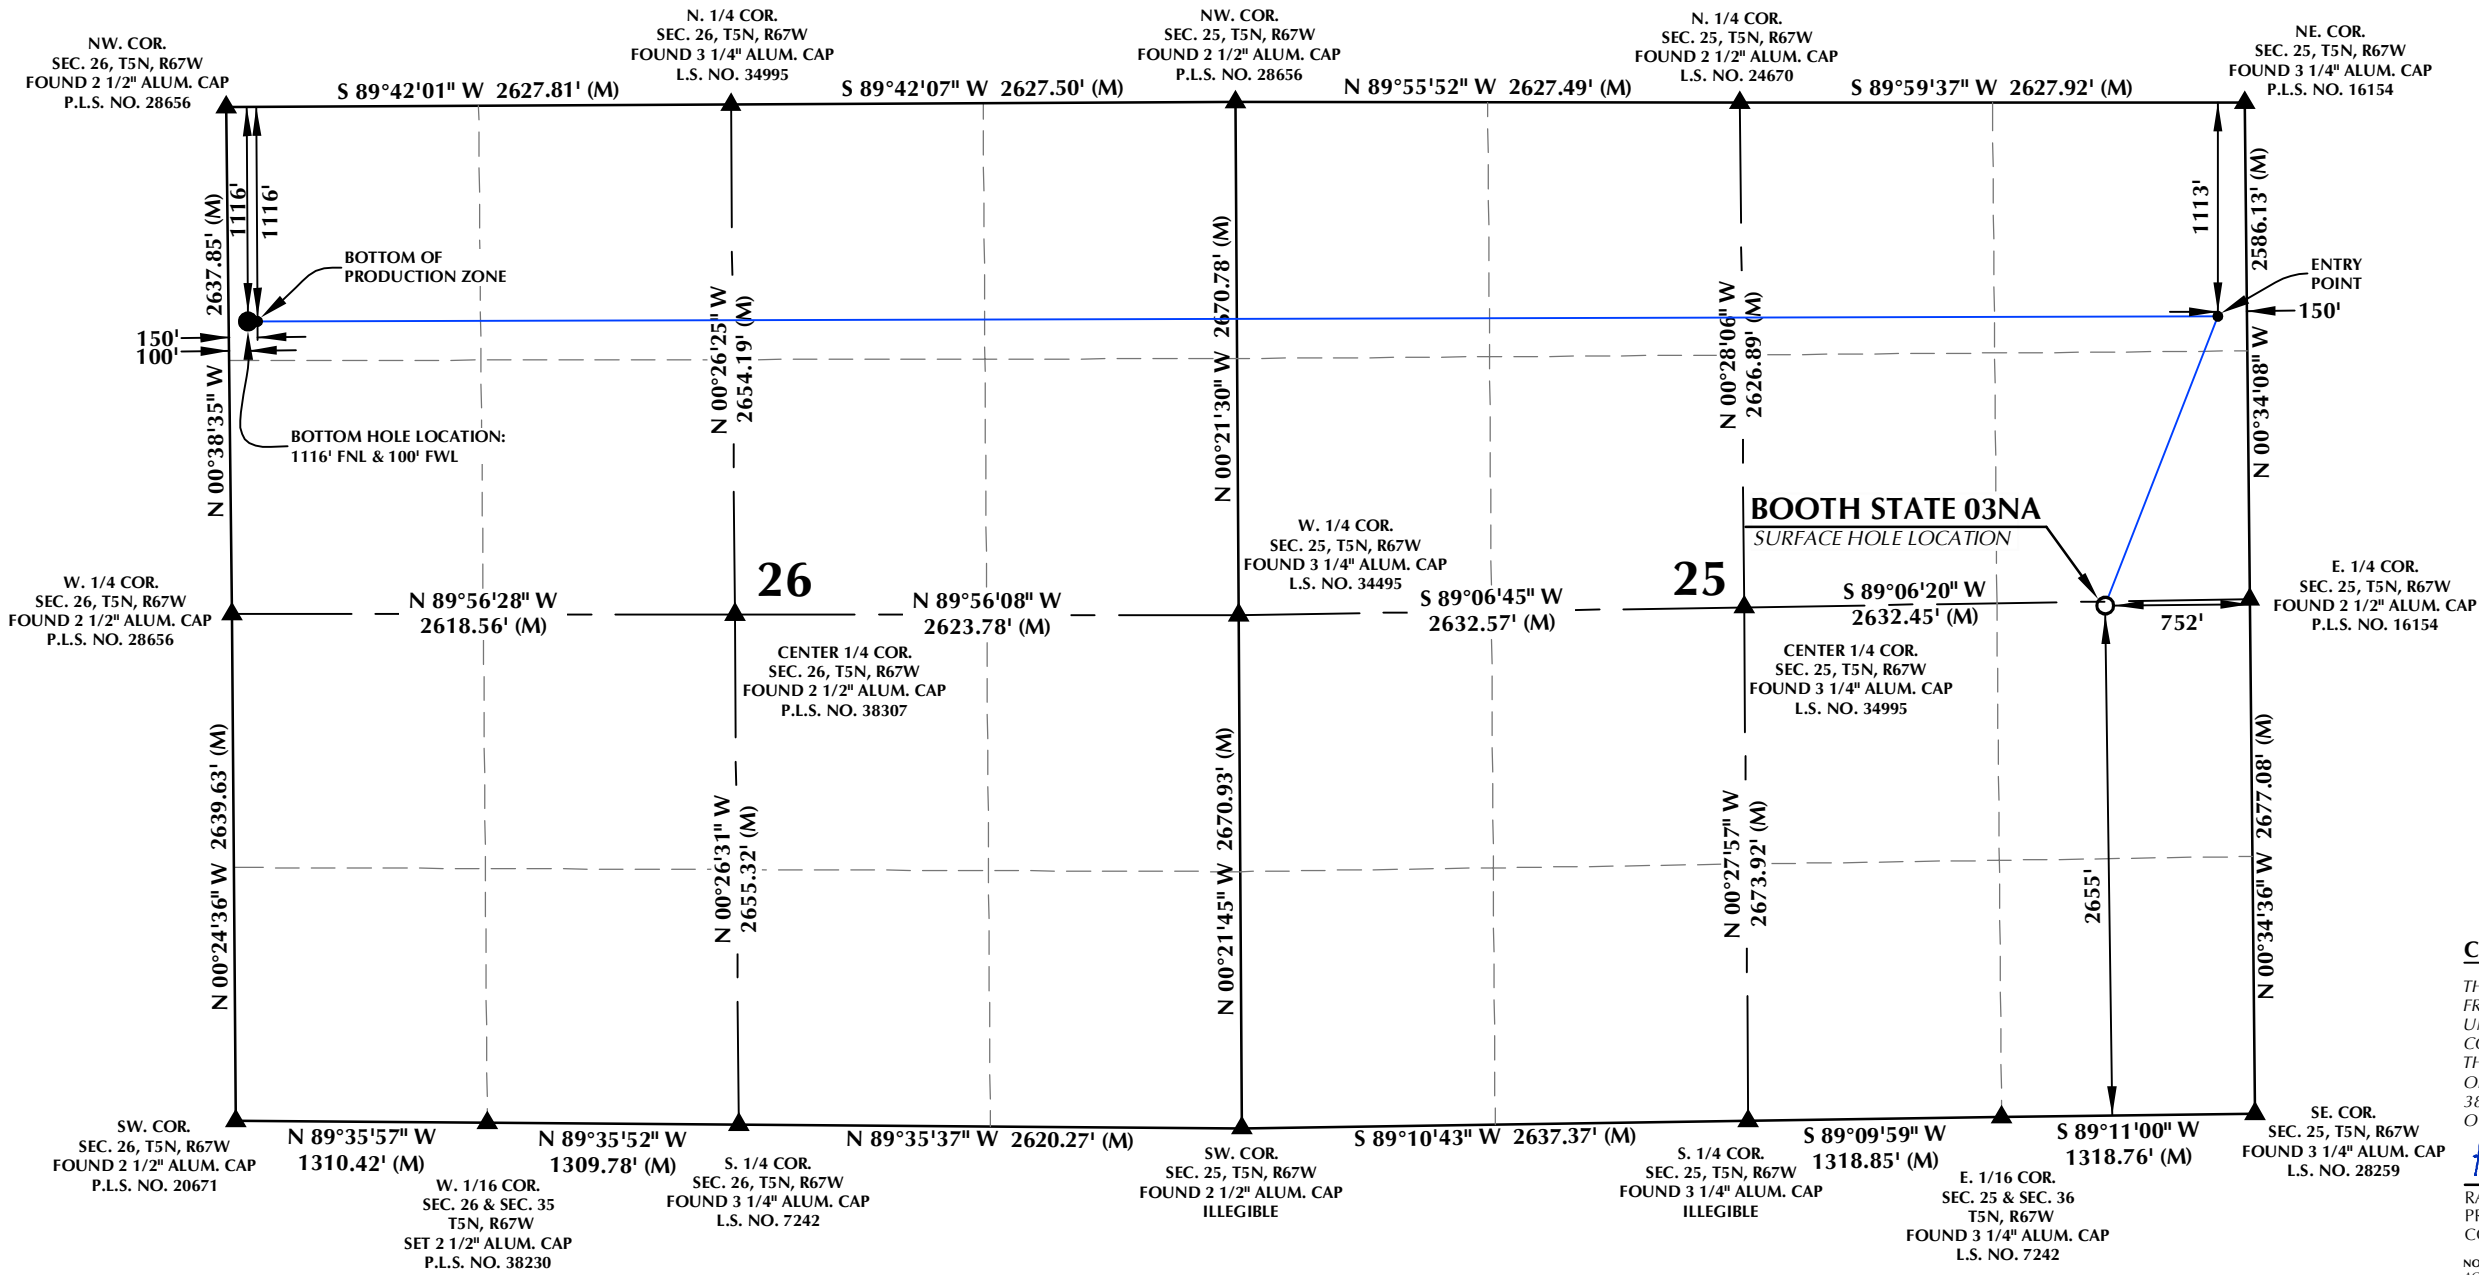 NW. COR.
SEC. 26, T5N, R67W
FOUND 2 1/2" ALUM. CAP
P.L.S. NO. 28656
N. 1/4 COR.
SEC. 26, T5N, R67W
FOUND 3 1/4" ALUM. CAP
L.S. NO. 34995
NW. COR.
SEC. 25, T5N, R67W
FOUND 2 1/2" ALUM. CAP
P.L.S. NO. 28656
N. 1/4 COR.
SEC. 25, T5N, R67W
FOUND 2 1/2" ALUM. CAP
L.S. NO. 24670
NE. COR.
SEC. 25, T5N, R67W
FOUND 3 1/4" ALUM. CAP
P.L.S. NO. 16154
S 89°42'01" W 2627.81' (M)
S 89°42'07" W 2627.50' (M)
N 89°55'52" W 2627.49' (M)
S 89°59'37" W 2627.92' (M)
N 00°38'35" W 2637.85' (M)
1116'
1116'
BOTTOM OF
PRODUCTION ZONE
150'
100'
BOTTOM HOLE LOCATION:
1116' FNL & 100' FWL
N 00°26'25" W
2654.19' (M)
N 00°21'30" W 2670.78' (M)
N 00°28'06" W
2626.89' (M)
1113'
N 00°34'08" W 2586.13' (M)
ENTRY
POINT
150'
BOOTH STATE 03NA
SURFACE HOLE LOCATION
W. 1/4 COR.
SEC. 25, T5N, R67W
FOUND 3 1/4" ALUM. CAP
L.S. NO. 34495
26
25
W. 1/4 COR.
SEC. 26, T5N, R67W
FOUND 2 1/2" ALUM. CAP
P.L.S. NO. 28656
N 89°56'28" W
2618.56' (M)
N 89°56'08" W
2623.78' (M)
S 89°06'45" W
2632.57' (M)
S 89°06'20" W
2632.45' (M)
752'
E. 1/4 COR.
SEC. 25, T5N, R67W
FOUND 2 1/2" ALUM. CAP
P.L.S. NO. 16154
CENTER 1/4 COR.
SEC. 26, T5N, R67W
FOUND 2 1/2" ALUM. CAP
P.L.S. NO. 38307
CENTER 1/4 COR.
SEC. 25, T5N, R67W
FOUND 3 1/4" ALUM. CAP
L.S. NO. 34995
N 00°24'36" W 2639.63' (M)
N 00°26'31" W
2655.32' (M)
N 00°21'45" W 2670.93' (M)
N 00°27'57" W
2673.92' (M)
2655'
N 00°34'36" W 2677.08' (M)
SW. COR.
SEC. 26, T5N, R67W
FOUND 2 1/2" ALUM. CAP
P.L.S. NO. 20671
N 89°35'57" W
1310.42' (M)
N 89°35'52" W
1309.78' (M)
N 89°35'37" W 2620.27' (M)
S 89°10'43" W 2637.37' (M)
S 89°09'59" W
1318.85' (M)
S 89°11'00" W
1318.76' (M)
W. 1/16 COR.
SEC. 26 & SEC. 35
T5N, R67W
SET 2 1/2" ALUM. CAP
P.L.S. NO. 38230
S. 1/4 COR.
SEC. 26, T5N, R67W
FOUND 3 1/4" ALUM. CAP
L.S. NO. 7242
SW. COR.
SEC. 25, T5N, R67W
FOUND 2 1/2" ALUM. CAP
ILLEGIBLE
S. 1/4 COR.
SEC. 25, T5N, R67W
FOUND 3 1/4" ALUM. CAP
ILLEGIBLE
E. 1/16 COR.
SEC. 25 & SEC. 36
T5N, R67W
FOUND 3 1/4" ALUM. CAP
L.S. NO. 7242
SE. COR.
SEC. 25, T5N, R67W
FOUND 3 1/4" ALUM. CAP
L.S. NO. 28259